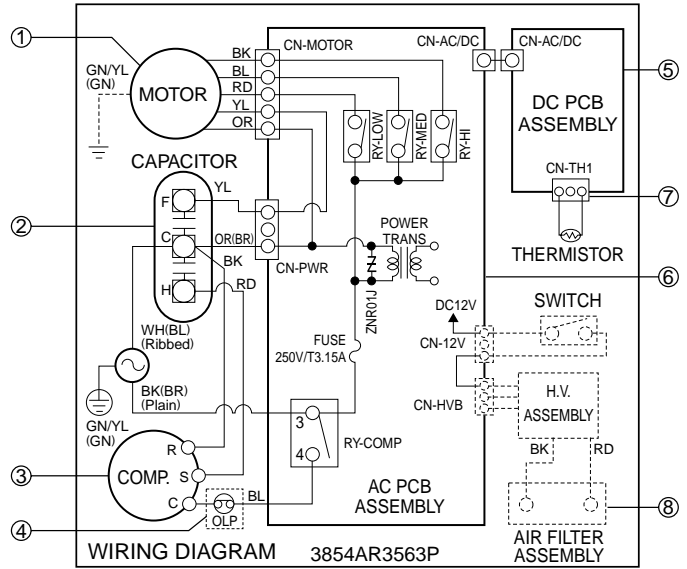 1
GN/YL
(GN)
MOTOR
BK
BL
RD
YL
OR
CN-MOTOR
CN-AC/DC
CN-AC/DC
5
DC PCB
ASSEMBLY
RY-LOW
RY-MED
RY-HI
CN-TH1
7
THERMISTOR
CAPACITOR
2
F
C
H
YL
OR(BR)
BK
RD
CN-PWR
POWER
TRANS
ZNR01J
6
DC12V
CN-12V
SWITCH
FUSE
250V/T3.15A
WH(BL)
(Ribbed)
BK(BR)
(Plain)
GN/YL
(GN)
CN-HVB
H.V.
ASSEMBLY
BK
RD
3
4
RY-COMP
3
COMP.
R
S
C
4
OLP
BL
AC PCB
ASSEMBLY
8
AIR FILTER
ASSEMBLY
WIRING DIAGRAM
3854AR3563P